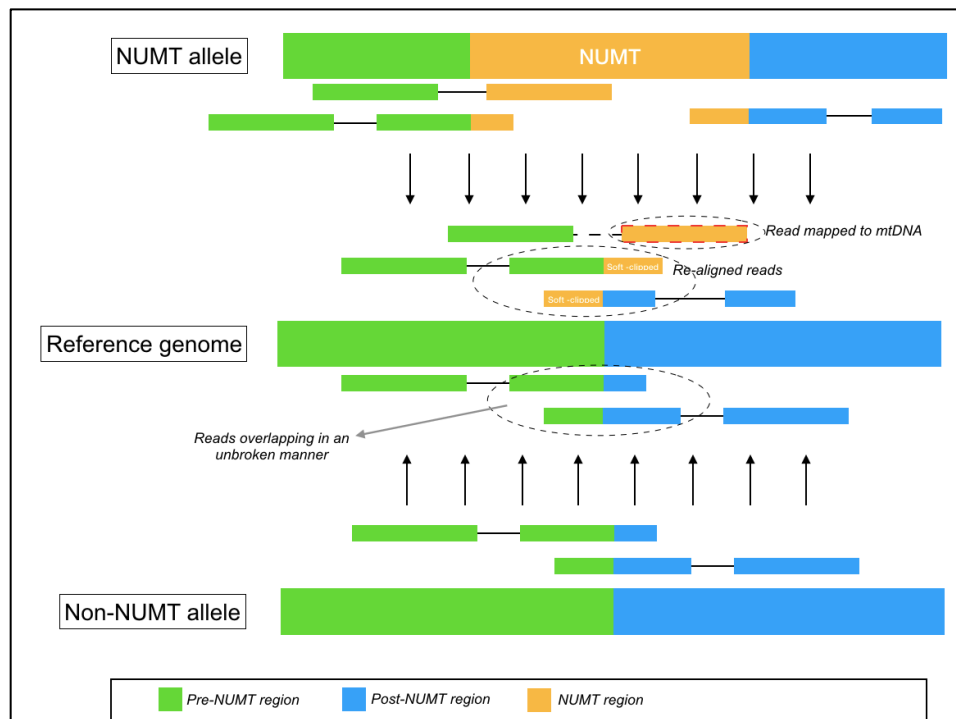 NUMT allele
NUMT
Read mapped to mtDNA
Soft -clipped
Re-aligned reads
Soft -clipped
Reference genome
Reads overlapping in an
unbroken manner
Non-NUMT allele
Pre-NUMT region
Post-NUMT region
NUMT region